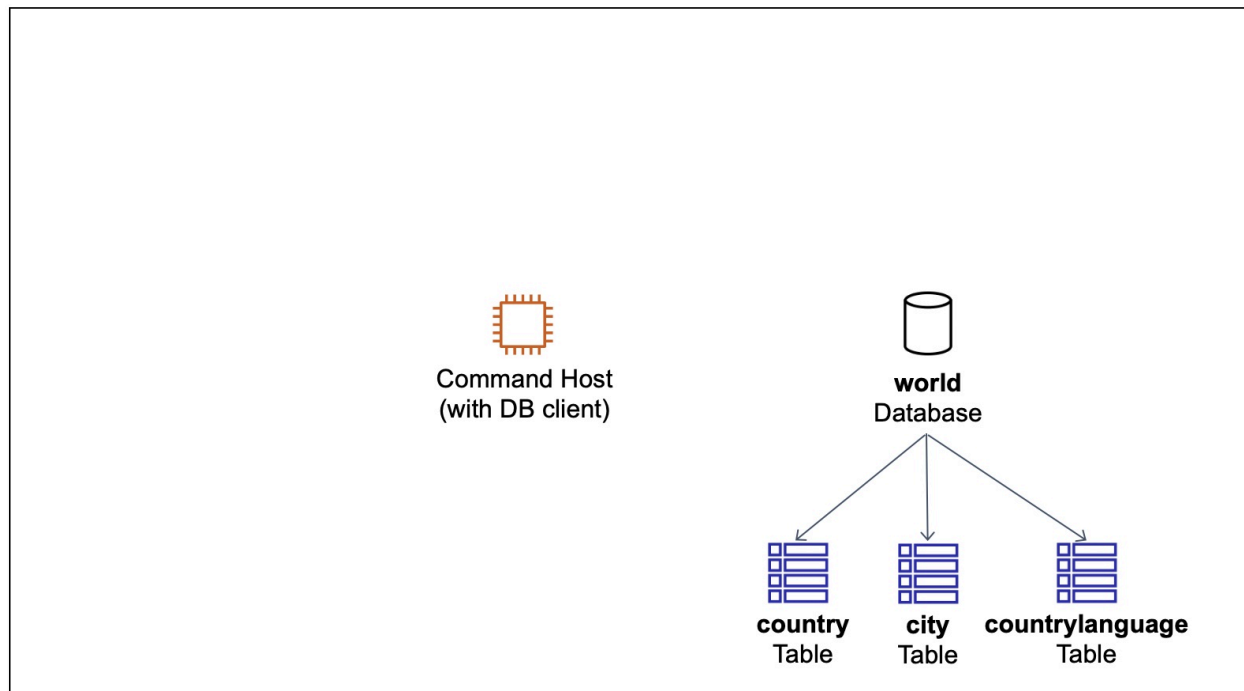 Command Host
(with DB client)
world
Database
country
Table
city
Table
countrylanguage
Table